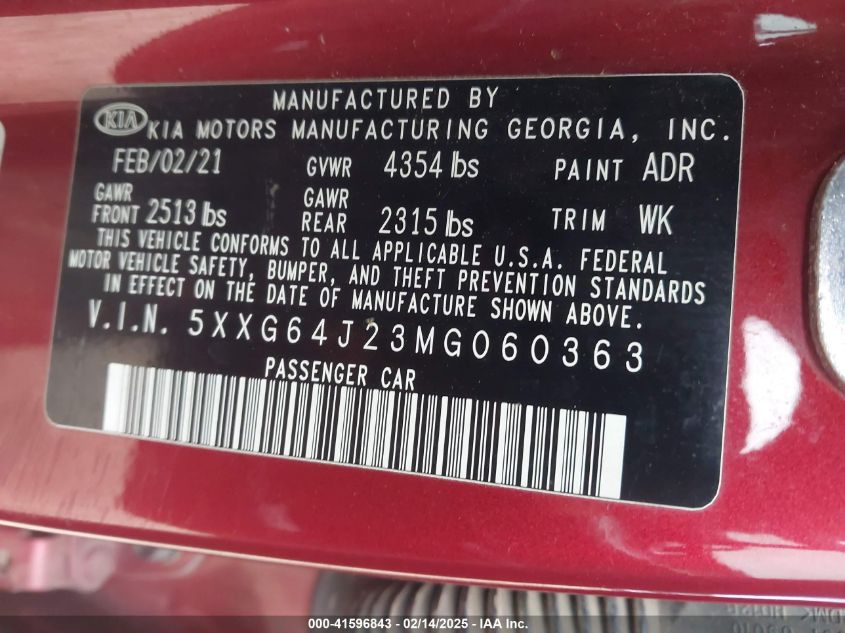 MANUFACTURED BY
KIA KIA MOTORS MANUFACTURING GEORGIA, INC.
FEB/02/21 GVWR 4354 lbs PAINT ADR
GAWR FRONT 2513 lbs GAWR REAR 2315 lbs TRIM WK
THIS VEHICLE CONFORMS TO ALL APPLICABLE U.S.A. FEDERAL
MOTOR VEHICLE SAFETY, BUMPER, AND THEFT PREVENTION STANDARDS
IN EFFECT ON THE DATE OF MANUFACTURE SHOWN ABOVE.
V.I.N. 5XXG64J23MG060363
PASSENGER CAR
000-41596843 - 02/14/2025 - IAA Inc.